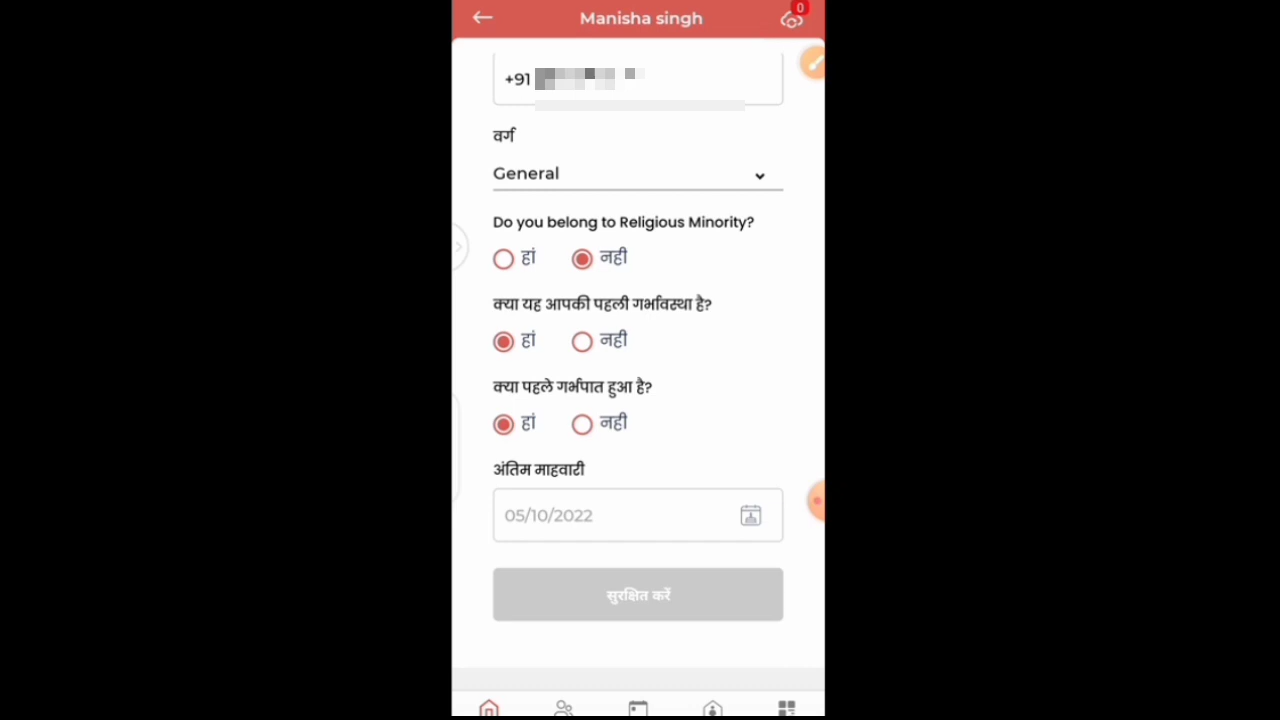 0
Manisha singh
+91
वर्ग
General
Do you belong to Religious Minority?
हां नही
क्या यह आपकी पहली गर्भावस्था है?
हां नही
क्या पहले गर्भपात हुआ है?
हां नही
अंतिम माहवारी
05/10/2022
सुरक्षित करें